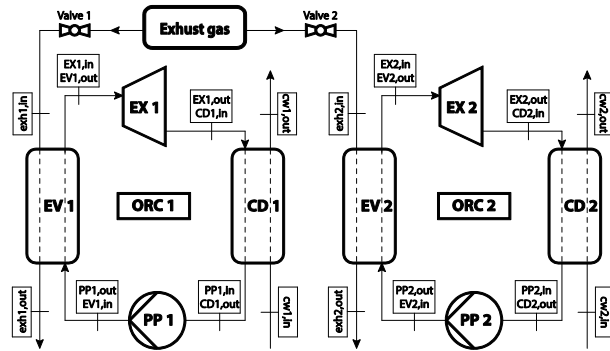 Valve 1
Exhust gas
Valve 2
EX1,in
EV1,out
EX 1
EX1,out
CD1,in
exh1,in
cw1,out
EX2,in
EV2,out
EX 2
EX2,out
CD2,in
exh2,in
cw2,out
EV 1
ORC 1
CD 1
EV 2
ORC 2
CD 2
exh1,out
PP1,out
EV1,in
PP 1
PP1,in
CD1,out
cw1,in
exh2,out
PP2,out
EV2,in
PP 2
PP2,in
CD2,out
cw2,in